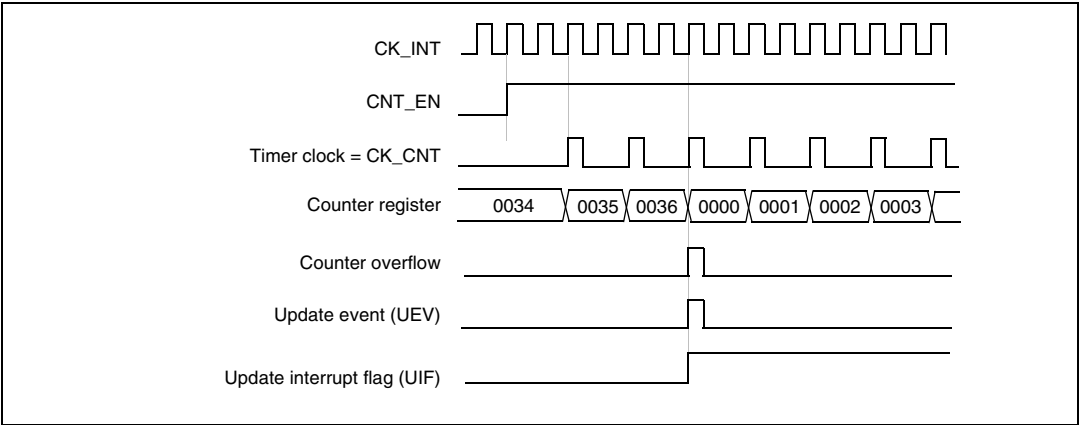 CK_INT
CNT_EN
Timer clock = CK_CNT
Counter register 0034 0035 0036 0000 0001 0002 0003
Counter overflow
Update event (UEV)
Update interrupt flag (UIF)